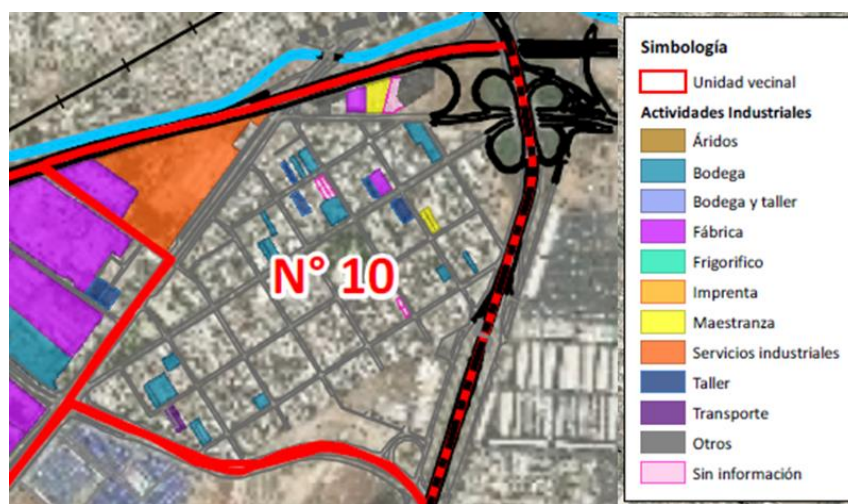 N° 10
Simbología
Unidad vecinal
Actividades Industriales
Áridos
Bodega
Bodega y taller
Fábrica
Frigorifico
Imprenta
Maestranza
Servicios industriales
Taller
Transporte
Otros
Sin información